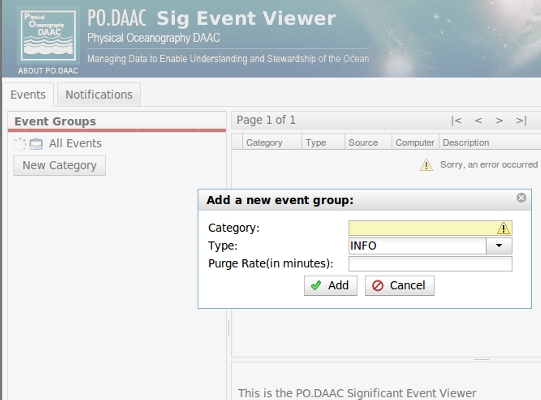 Physical
Oceanography
DAAC
ABOUT PO.DAAC
PO.DAAC Sig Event Viewer
Physical Oceanography DAAC
Managing Data to Enable Understanding and Stewardship of the Ocean
Events Notifications
Event Groups
All Events
New Category
Page 1 of 1 |< < > >|
Category Type Source Computer Description
Sorry, an error occurred
Add a new event group:
Category:
Type: INFO
Purge Rate(in minutes):
Add Cancel
This is the PO.DAAC Significant Event Viewer